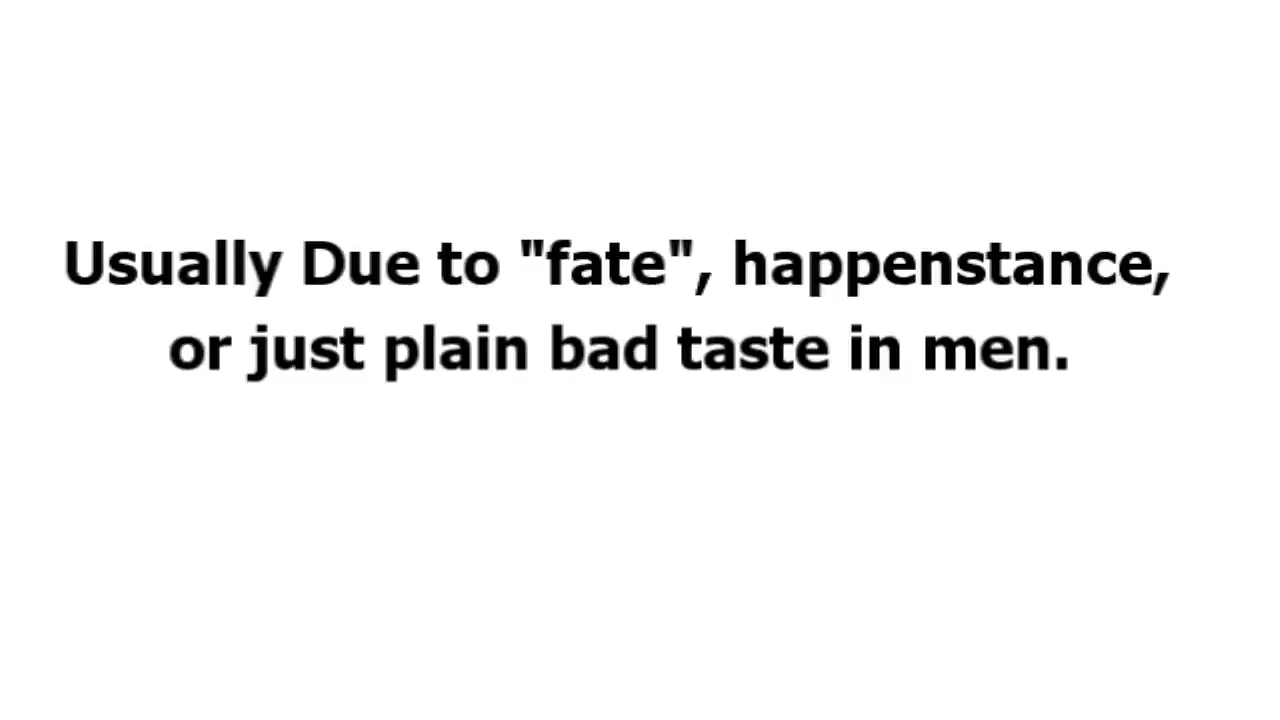 Usually Due to "fate", happenstance,
or just plain bad taste in men.